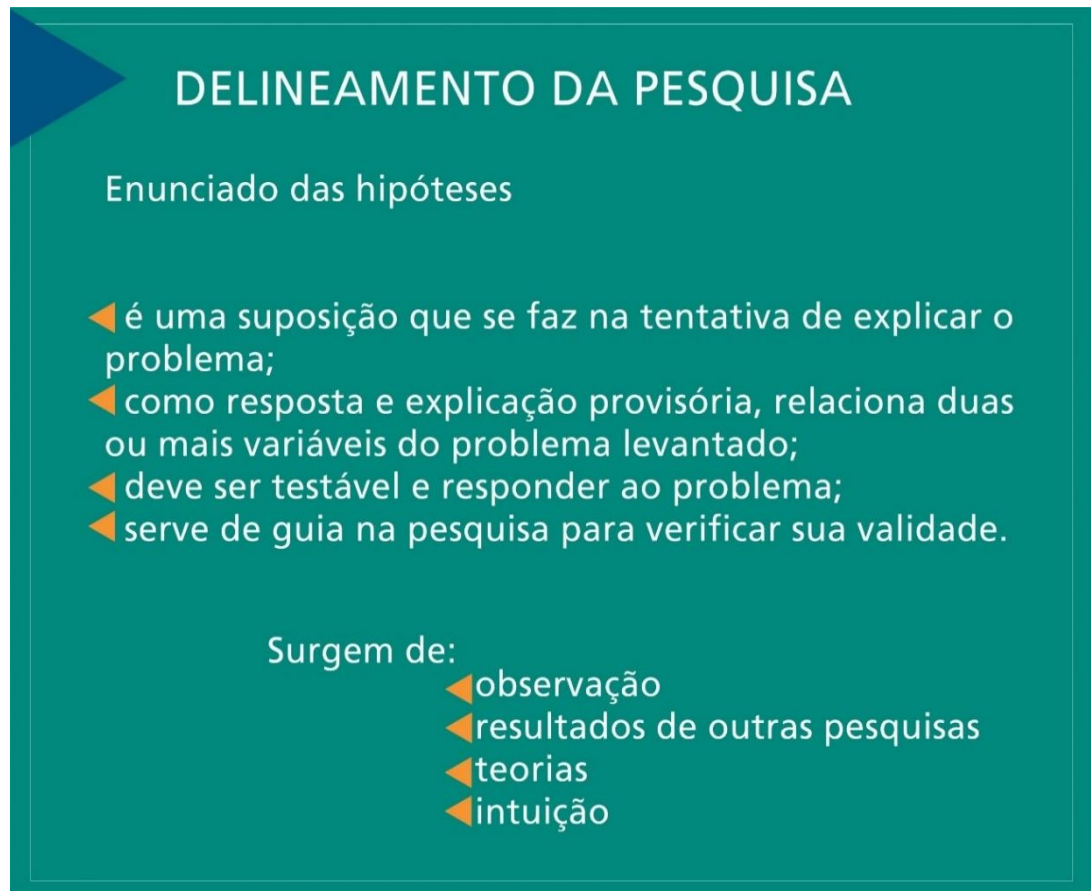 DELINEAMENTO DA PESQUISA
Enunciado das hipóteses
é uma suposição que se faz na tentativa de explicar o
problema;
como resposta e explicação provisória, relaciona duas
ou mais variáveis do problema levantado;
deve ser testável e responder ao problema;
serve de guia na pesquisa para verificar sua validade.
Surgem de:
observação
resultados de outras pesquisas
teorias
intuição